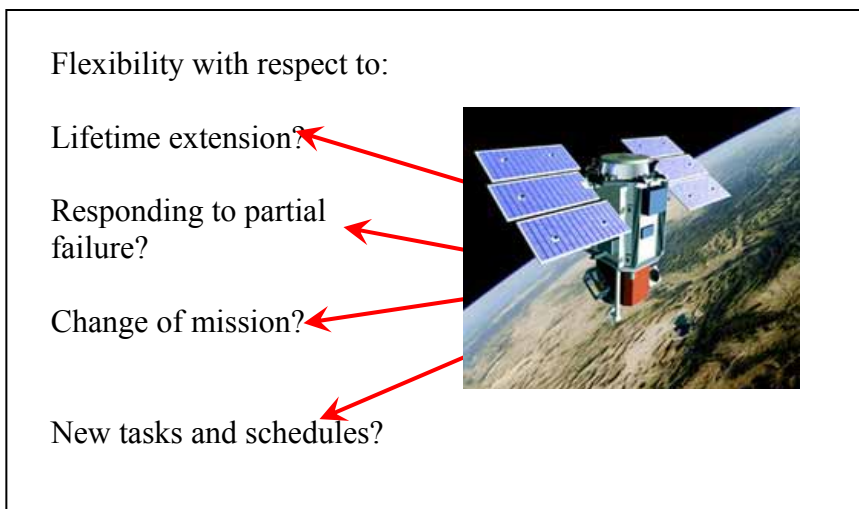 Flexibility with respect to:
Lifetime extension?
Responding to partial
failure?
Change of mission?
New tasks and schedules?